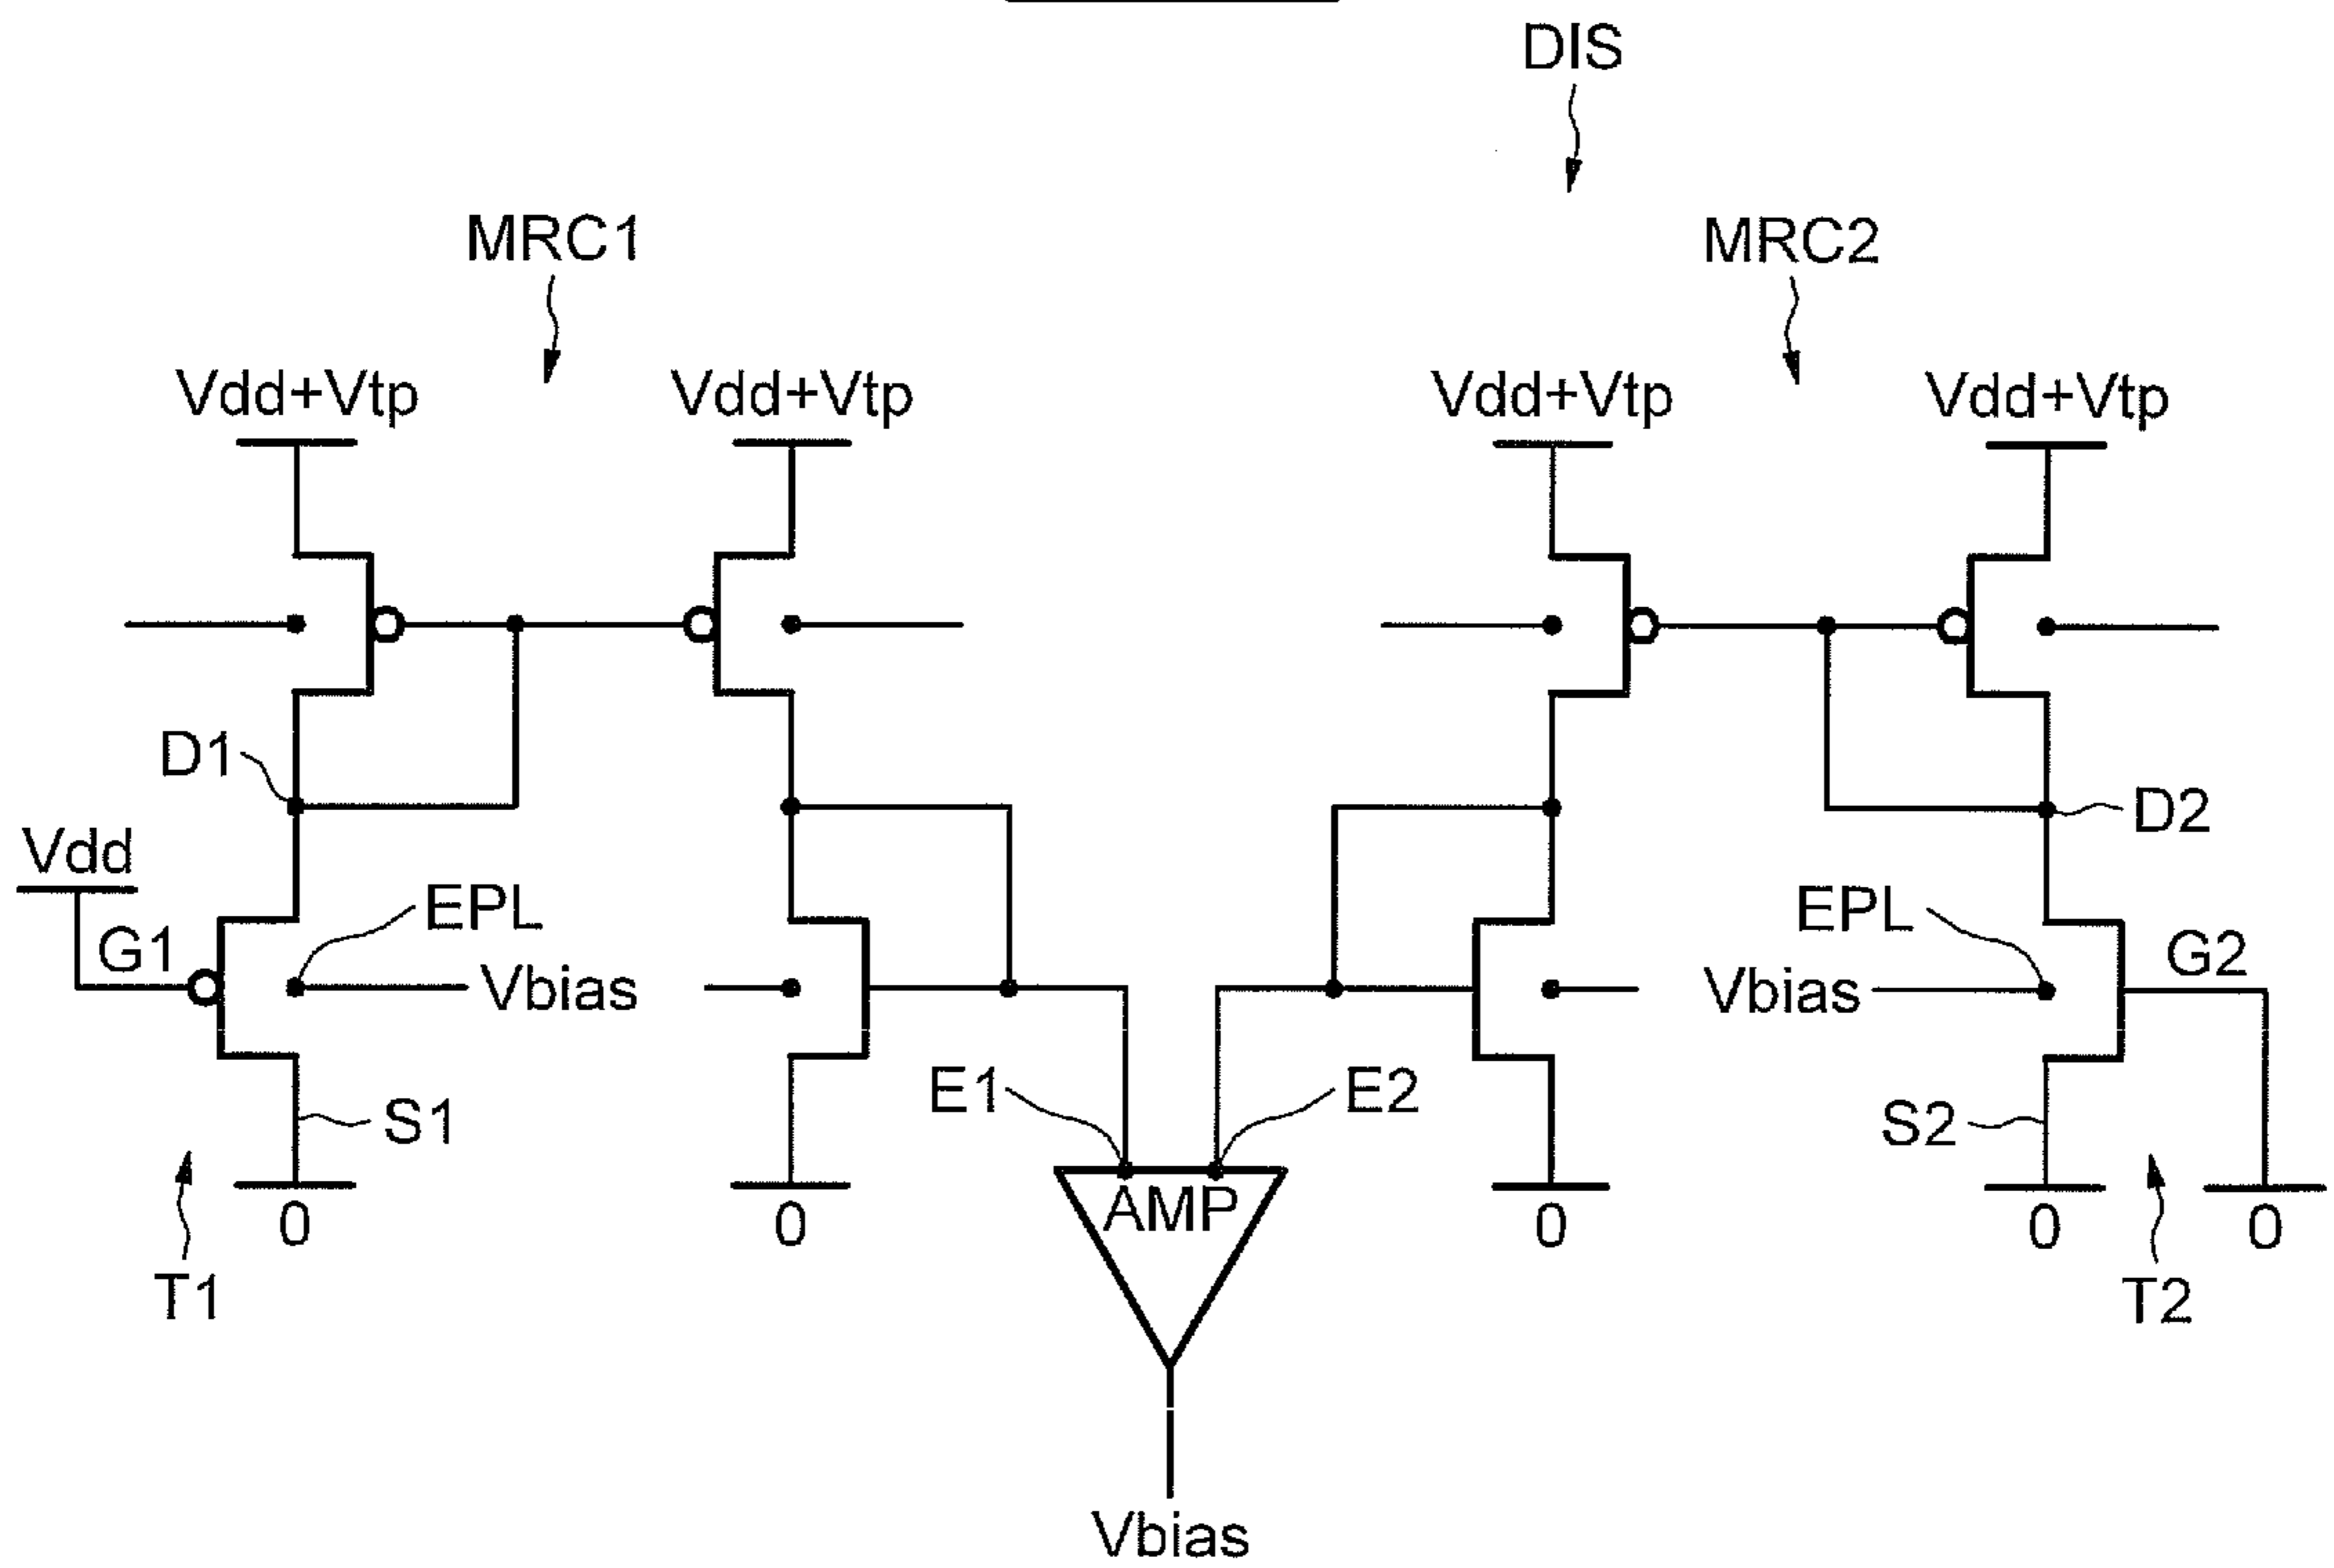 DIS
MRC1
MRC2
Vdd+Vtp
Vdd+Vtp
Vdd+Vtp
Vdd+Vtp
D1
D2
Vdd
EPL
EPL
G1
G2
Vbias
Vbias
E1
E2
S1
S2
AMP
0
0
0
0
0
T1
T2
Vbias